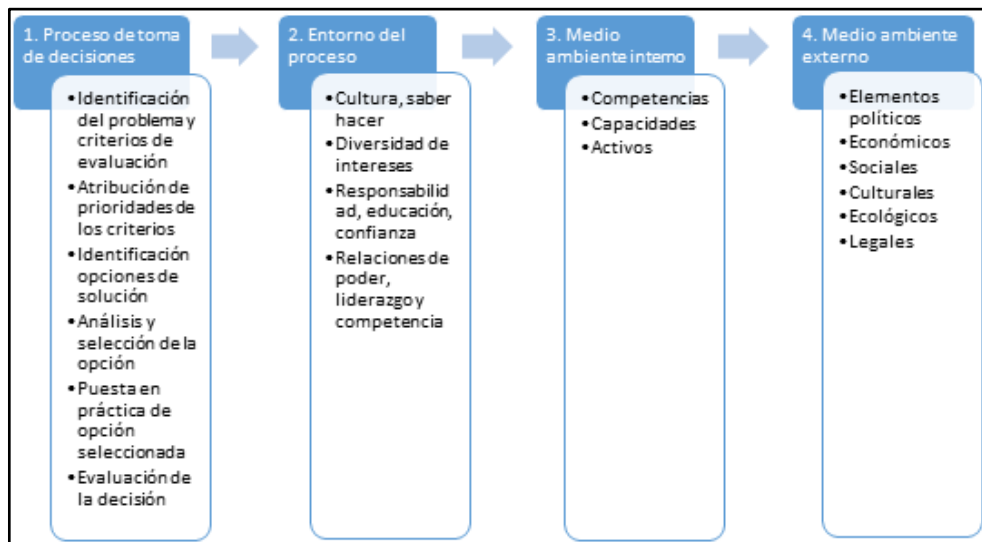 1. Proceso de toma
de decisiones
• Identificación
del problema y
criterios de
evaluación
• Atribución de
prioridades de
los criterios
• Identificación
opciones de
solución
• Análisis y
selección de la
opción
• Puesta en
práctica de
opción
seleccionada
• Evaluación de
la decisión
2. Entorno del
proceso
• Cultura, saber
hacer
• Diversidad de
intereses
• Responsabilid
ad, educación,
confianza
• Relaciones de
poder,
liderazgo y
competencia
3. Medio
ambiente interno
• Competencias
• Capacidades
• Activos
4. Medio ambiente
externo
• Elementos
políticos
• Económicos
• Sociales
• Culturales
• Ecológicos
• Legales